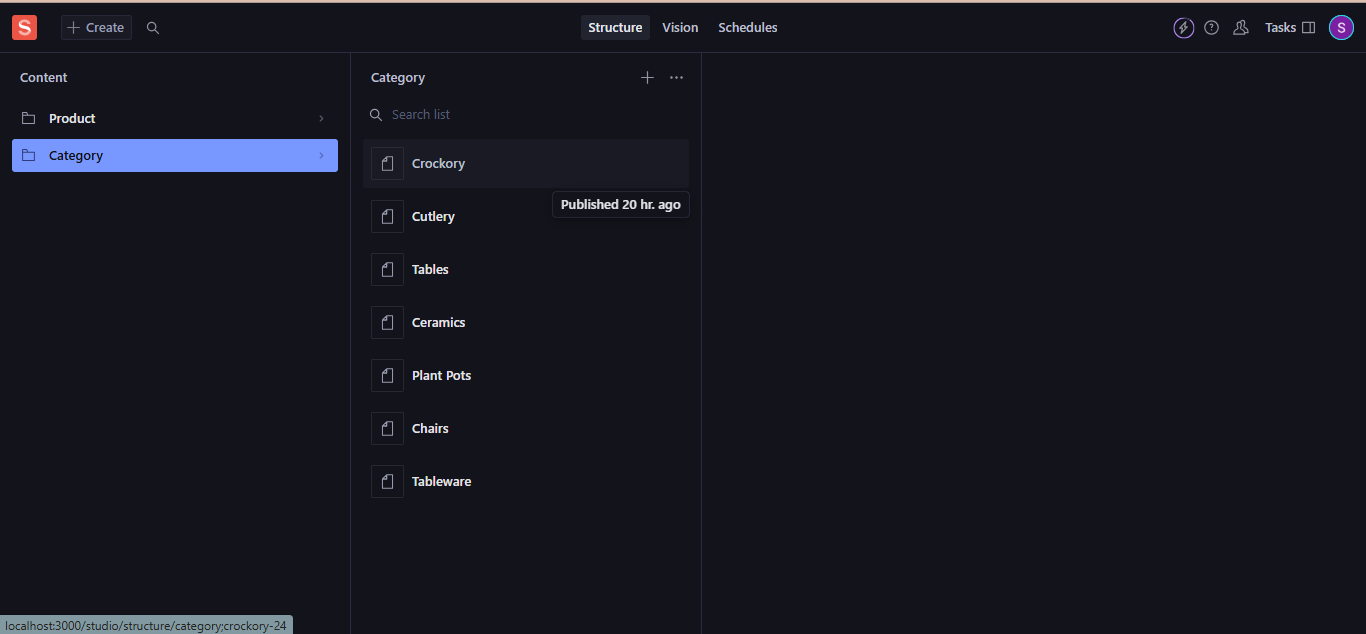 S
Create
Structure
Vision
Schedules
?
Tasks
S
Content
Product
Category
Category
Search list
Crockory
Published 20 hr. ago
Cutlery
Tables
Ceramics
Plant Pots
Chairs
Tableware
localhost:3000/studio/structure/category;crockory-24